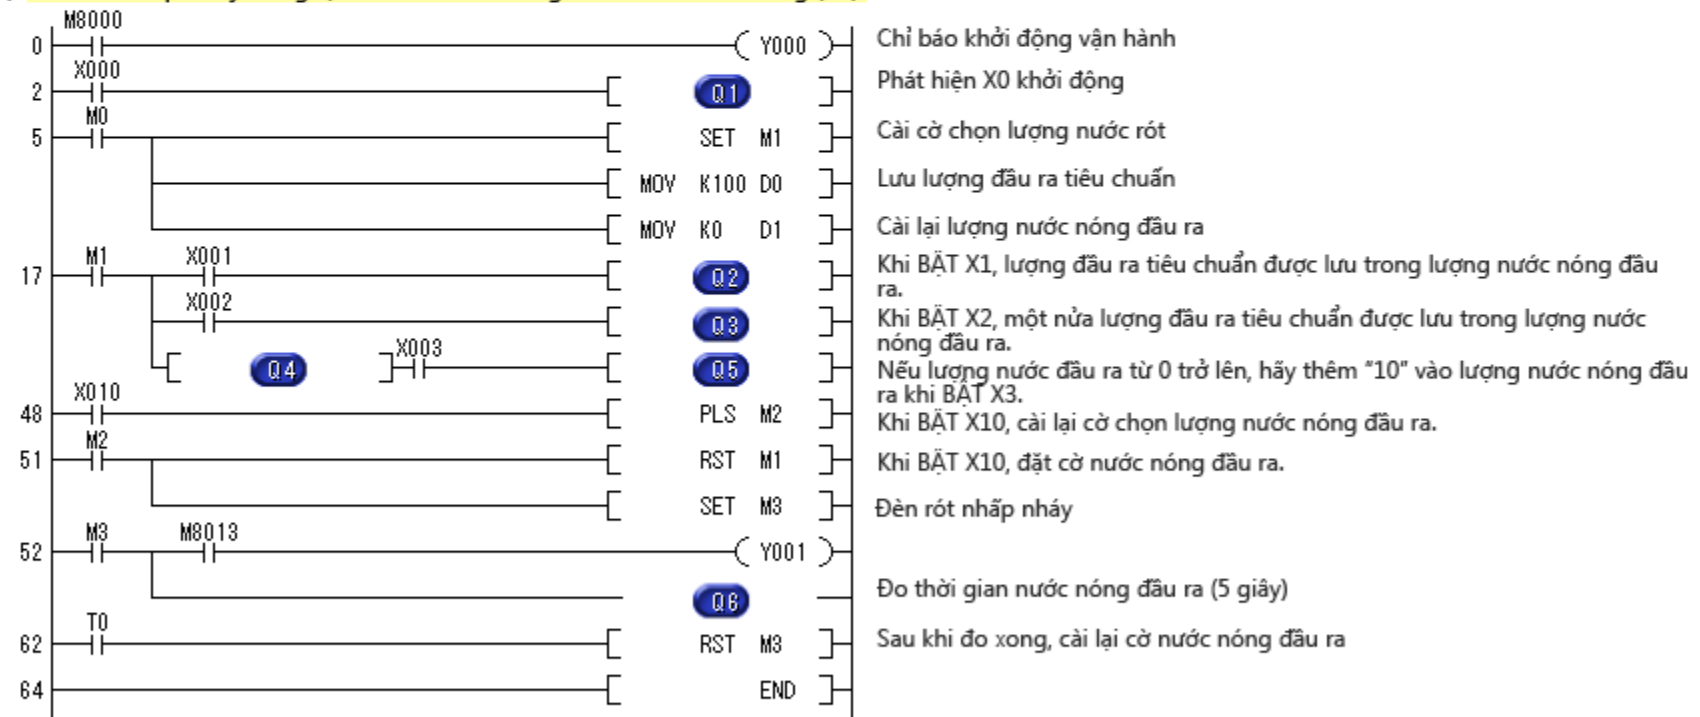 M8000
0 Y000 Chỉ báo khởi động vận hành
X000
2 Q1 Phát hiện X0 khởi động
M0
5 SET M1 Cài cờ chọn lượng nước rót
MOV K100 D0 Lưu lượng đầu ra tiêu chuẩn
MOV K0 D1 Cài lại lượng nước nóng đầu ra
M1 X001
17 Q2 Khi BẬT X1, lượng đầu ra tiêu chuẩn được lưu trong lượng nước nóng đầu
ra.
X002
Q3 Khi BẬT X2, một nửa lượng đầu ra tiêu chuẩn được lưu trong lượng nước
nóng đầu ra.
X003
Q4 Q5 Nếu lượng nước đầu ra từ 0 trở lên, hãy thêm "10" vào lượng nước nóng đầu
ra khi BẬT X3.
X010
48 PLS M2 Khi BẬT X10, cài lại cờ chọn lượng nước nóng đầu ra.
M2
51 RST M1 Khi BẬT X10, đặt cờ nước nóng đầu ra.
SET M3 Đèn rót nhấp nháy
M3 M8013
52 Y001
Q6 Đo thời gian nước nóng đầu ra (5 giây)
T0
62 RST M3 Sau khi đo xong, cài lại cờ nước nóng đầu ra
64 END